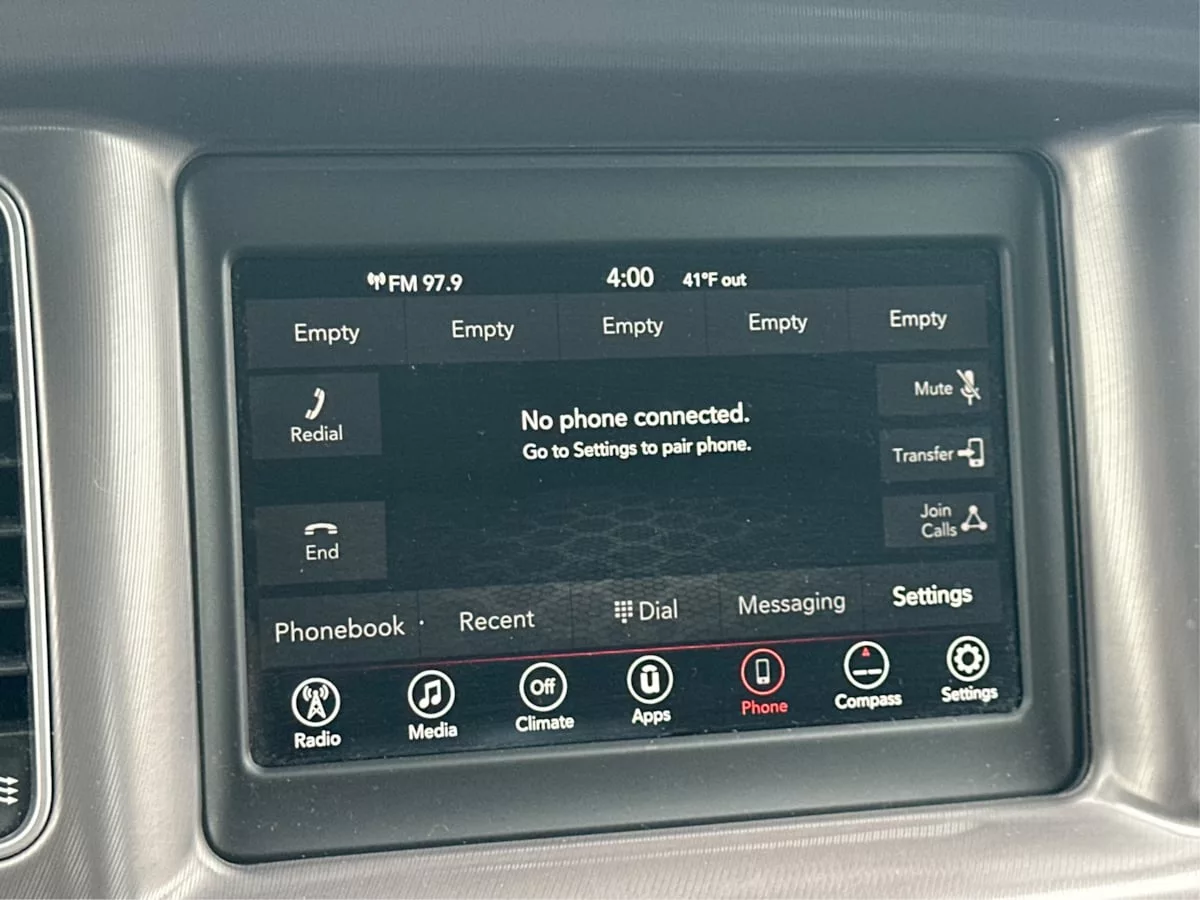 FM 97.9 4:00 41°F out
Empty Empty Empty Empty Empty
Redial
No phone connected.
Go to Settings to pair phone.
Mute
Transfer
Join
Calls
End
Phonebook Recent Dial Messaging Settings
Off
Radio Media Climate Apps Phone Compass Settings